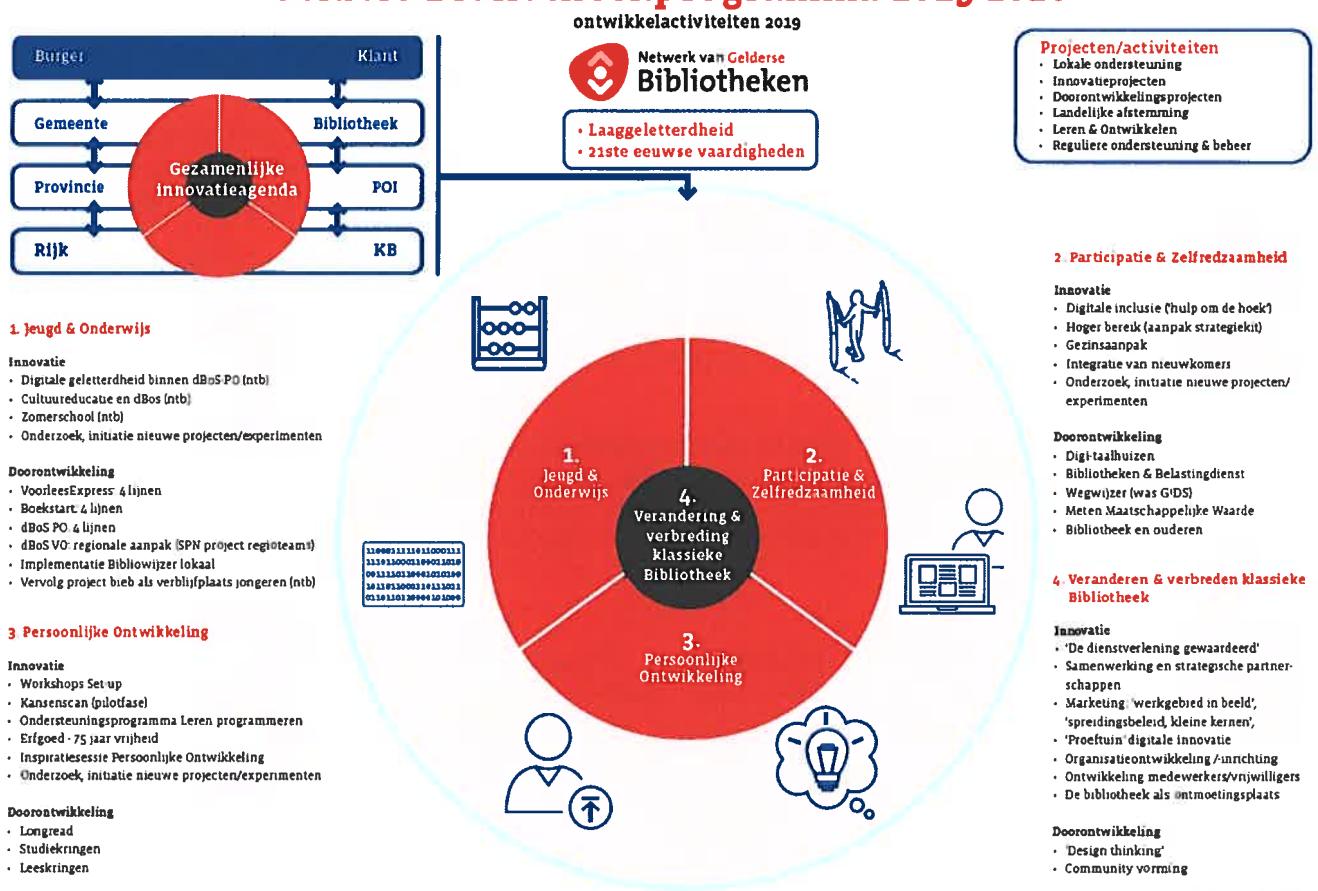 ontwikkelactiviteiten 2019
Netwerk van Gelderse
Bibliotheken
• Laaggeletterdheid
• 21ste eeuwse vaardigheden
Burger Klant
Gemeente Bibliotheek
Provincie POI
Rijk KB
Gezamenlijke
innovatieagenda
Projecten/activiteiten
• Lokale ondersteuning
• Innovatieprojecten
• Doorontwikkelingsprojecten
• Landelijke afstemming
• Leren & Ontwikkelen
• Reguliere ondersteuning & beheer
1. Jeugd & Onderwijs
Innovatie
• Digitale geletterdheid binnen dBoS-PO (ntb)
• Cultuureducatie en dBos (ntb)
• Zomerschool (ntb)
• Onderzoek, initiatie nieuwe projecten/experimenten
Doorontwikkeling
• VoorleesExpress: 4 lijnen
• Boekstart: 4 lijnen
• dBoS PO: 4 lijnen
• dBoS VO: regionale aanpak (SPN project regioteams)
• Implementatie Bibliowijzer lokaal
• Vervolg project bieb als verblijfplaats jongeren (ntb)
3 Persoonlijke Ontwikkeling
Innovatie
• Workshops Set-up
• Kansenscan (pilotfase)
• Ondersteuningsprogramma Leren programmeren
• Erfgoed - 75 jaar vrijheid
• Inspiratiesessie Persoonlijke Ontwikkeling
• Onderzoek, initiatie nieuwe projecten/experimenten
Doorontwikkeling
• Longread
• Studiekringen
• Leeskringen
1.
Jeugd &
Onderwijs
2.
Participatie &
Zelfredzaamheid
4.
Verandering &
verbreding
klassieke
Bibliotheek
3.
Persoonlijke
Ontwikkeling
2. Participatie & Zelfredzaamheid
Innovatie
• Digitale inclusie ('hulp om de hoek')
• Hoger bereik (aanpak strategiekit)
• Gezinsaanpak
• Integratie van nieuwkomers
• Onderzoek, initiatie nieuwe projecten/
experimenten
Doorontwikkeling
• Digi-taalhuizen
• Bibliotheken & Belastingdienst
• Wegwijzer (was G!DS)
• Meten Maatschappelijke Waarde
• Bibliotheek en ouderen
4. Veranderen & verbreden klassieke
Bibliotheek
Innovatie
• 'De dienstverlening gewaardeerd'
• Samenwerking en strategische partner-
schappen
• Marketing: 'werkgebied in beeld',
'spreidingsbeleid, kleine kernen',
• 'Proeftuin' digitale innovatie
• Organisatieontwikkeling /-inrichting
• Ontwikkeling medewerkers/vrijwilligers
• De bibliotheek als ontmoetingsplaats
Doorontwikkeling
• 'Design thinking'
• Community vorming